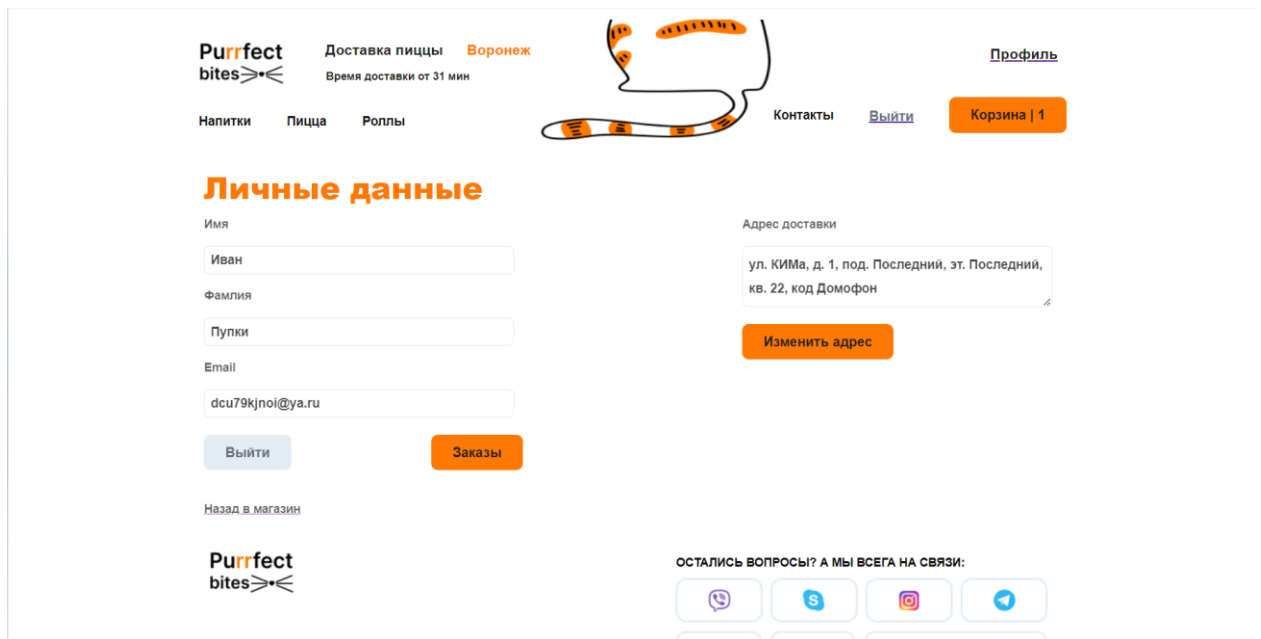 Purrfect
bites
Доставка пиццы Воронеж
Время доставки от 31 мин
Профиль
Напитки Пицца Роллы
Контакты Выйти Корзина | 1
Личные данные
Имя
Иван
Фамлия
Пупки
Email
dcu79kjnoi@ya.ru
Выйти Заказы
Адрес доставки
ул. КИМа, д. 1, под. Последний, эт. Последний,
кв. 22, код Домофон
Изменить адрес
Назад в магазин
Purrfect
bites
ОСТАЛИСЬ ВОПРОСЫ? А МЫ ВСЕГА НА СВЯЗИ: